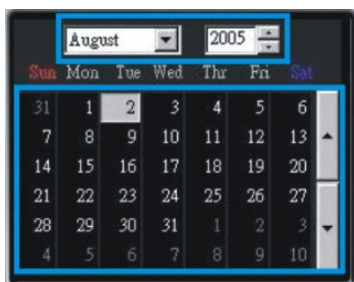 August 2005
Sun Mon Tue Wed Thr Fri Sat
31 1 2 3 4 5 6
7 8 9 10 11 12 13
14 15 16 17 18 19 20
21 22 23 24 25 26 27
28 29 30 31 1 2 3
4 5 6 7 8 9 10